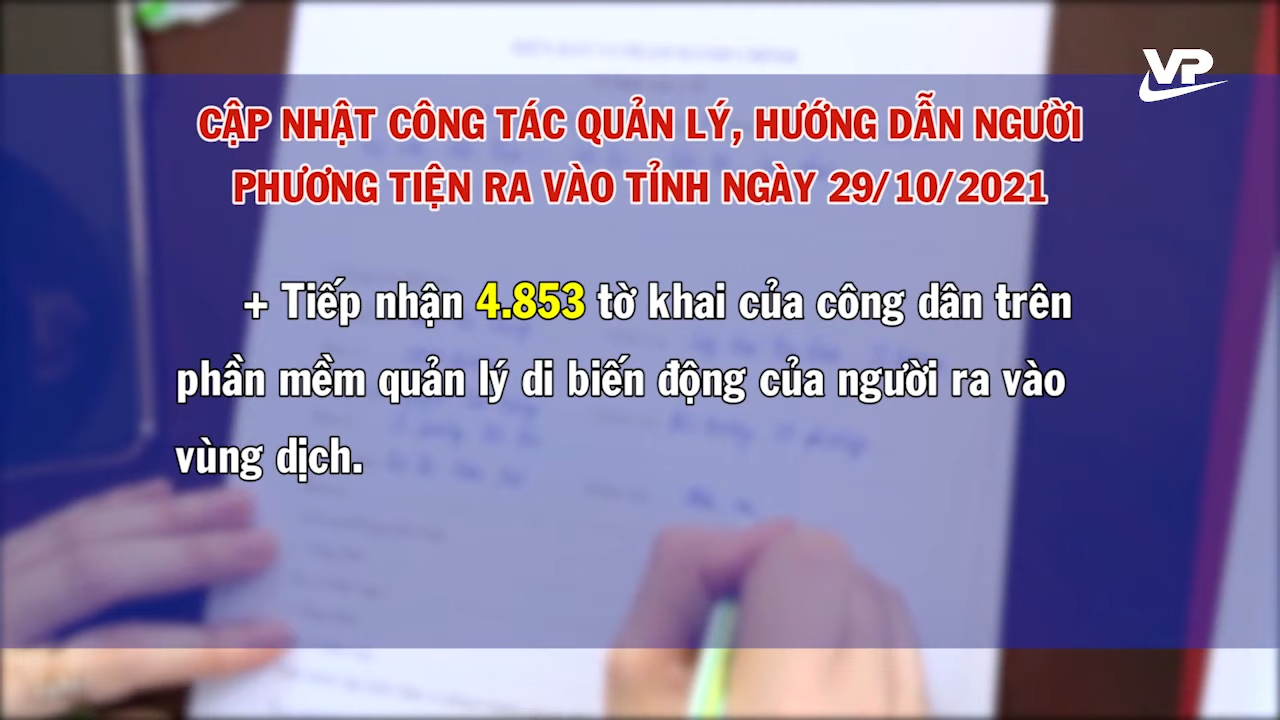 VP
CẬP NHẬT CÔNG TÁC QUẢN LÝ, HƯỚNG DẪN NGƯỜI
PHƯƠNG TIỆN RA VÀO TỈNH NGÀY 29/10/2021
+ Tiếp nhận 4.853 tờ khai của công dân trên
phần mềm quản lý di biến động của người ra vào
vùng dịch.